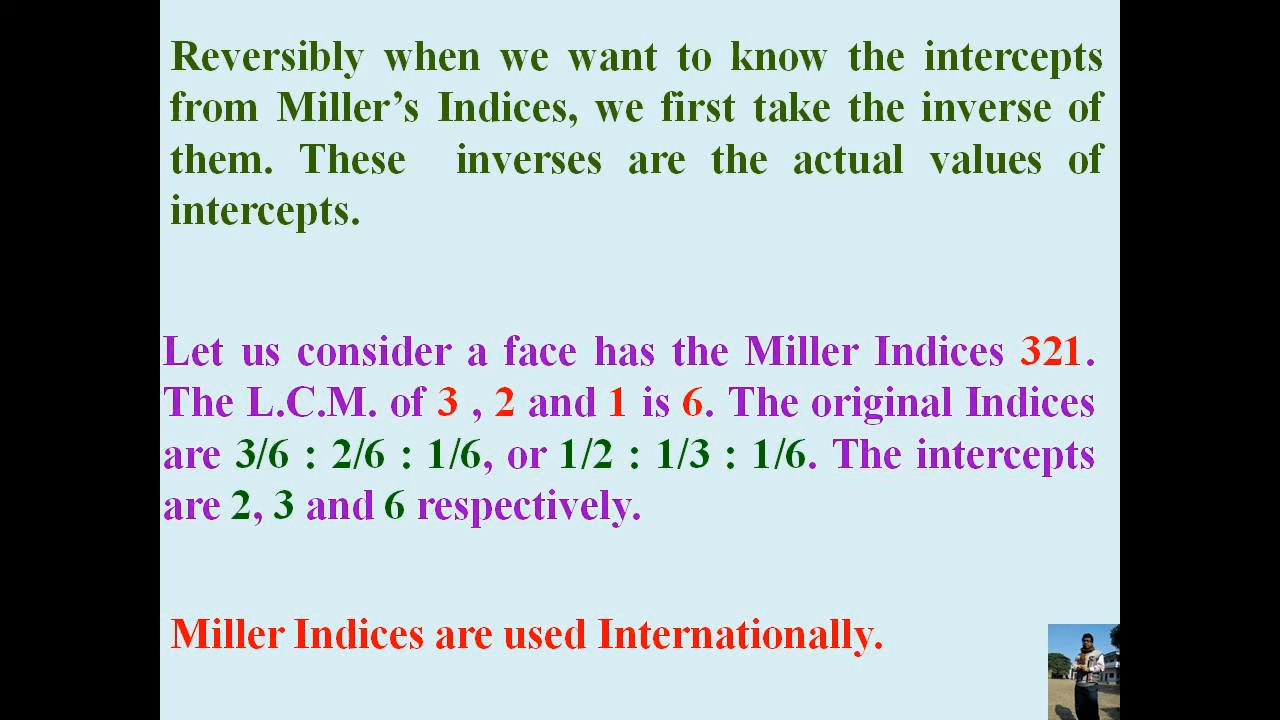 Reversibly when we want to know the intercepts
from Miller’s Indices, we first take the inverse of
them. These inverses are the actual values of
intercepts.
Let us consider a face has the Miller Indices 321.
The L.C.M. of 3 , 2 and 1 is 6. The original Indices
are 3/6 : 2/6 : 1/6, or 1/2 : 1/3 : 1/6. The intercepts
are 2, 3 and 6 respectively.
Miller Indices are used Internationally.